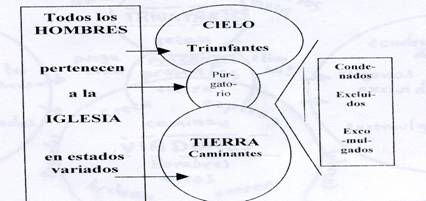 Todos los
HOMBRES
pertenecen
a la
IGLESIA
en estados
variados
CIELO
Triunfantes
Pur-
gato-
rio
TIERRA
Caminantes
Conde-
nados
Exclui-
dos
Exco
-mul-
gados